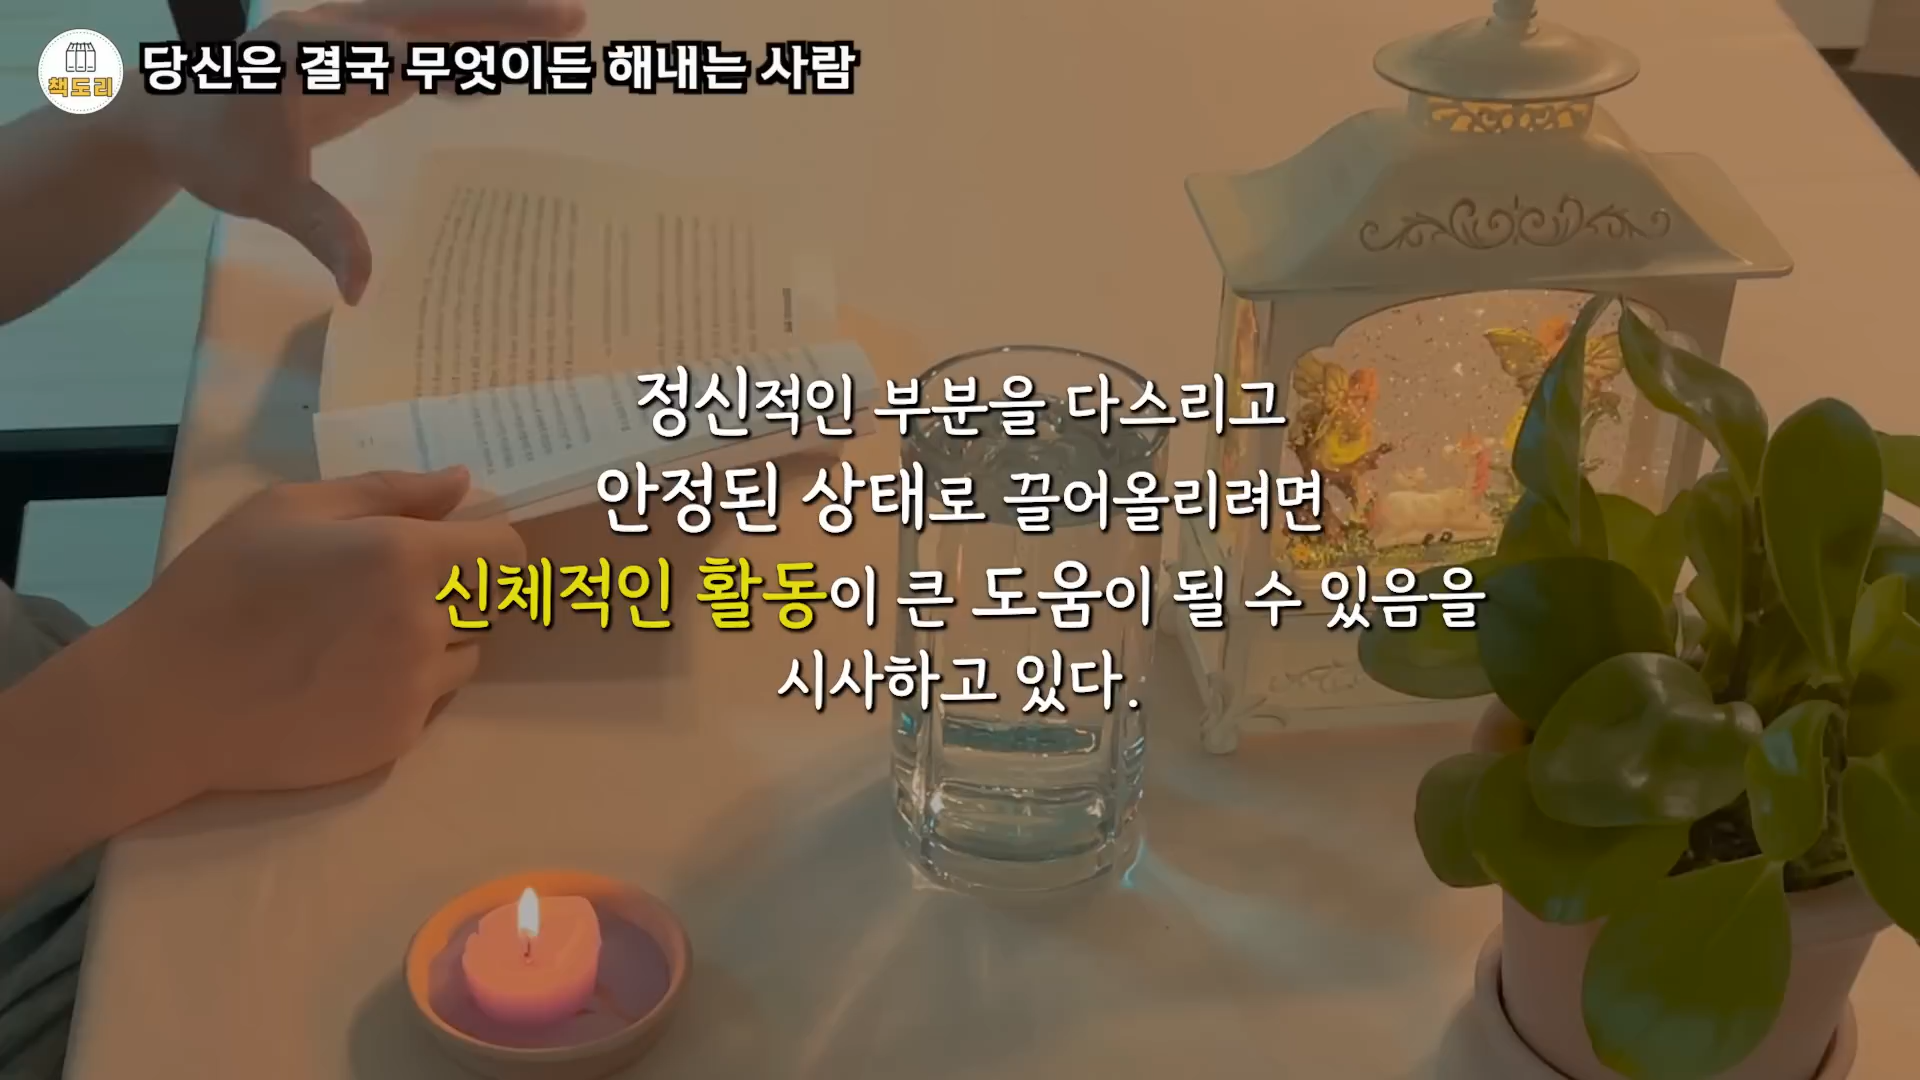 책도리
당신은 결국 무엇이든 해내는 사람
정신적인 부분을 다스리고
안정된 상태로 끌어올리려면
신체적인 활동이 큰 도움이 될 수 있음을
시사하고 있다.